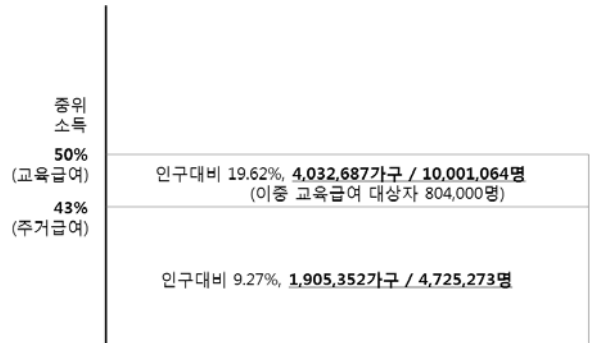 중위
소득
50%
(교육급여)
인구대비 19.62%, 4,032,687가구 / 10,001,064명
(이중 교육급여 대상자 804,000명)
43%
(주거급여)
인구대비 9.27%, 1,905,352가구 / 4,725,273명